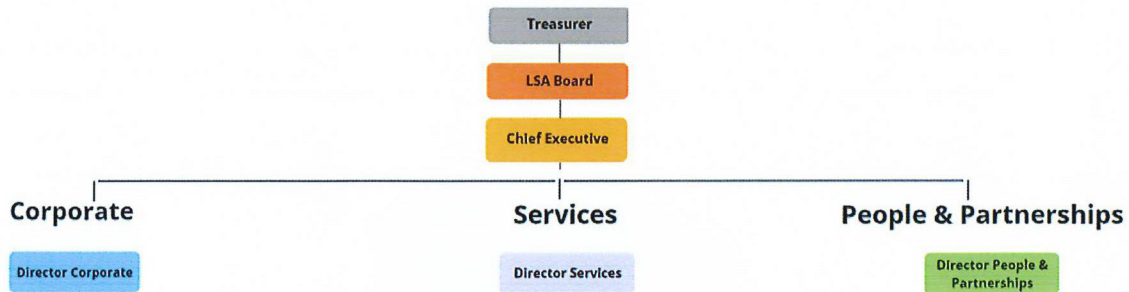 Treasurer
LSA Board
Chief Executive
Corporate
Services
People & Partnerships
Director Corporate
Director Services
Director People &
Partnerships